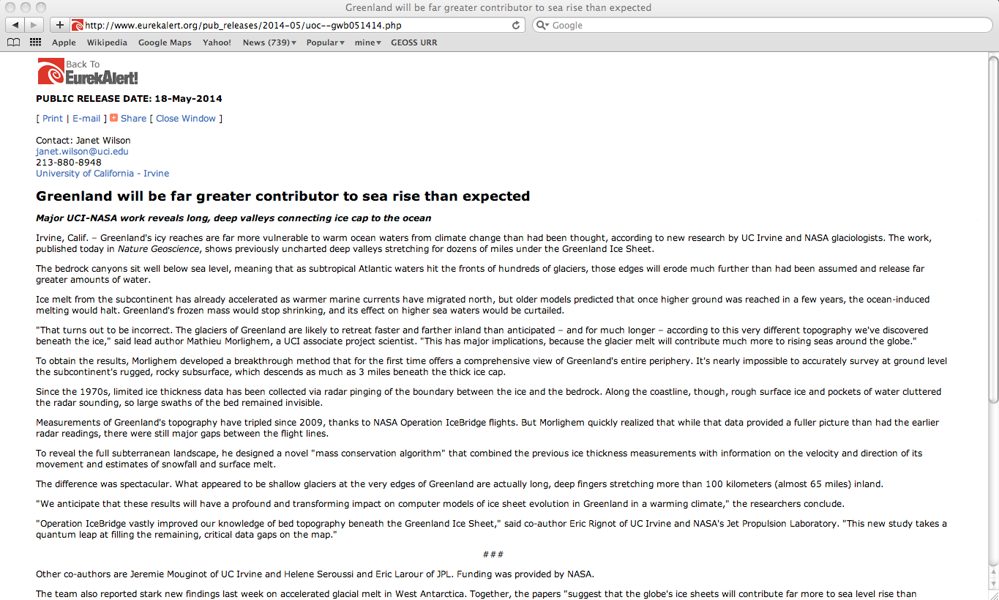 Greenland will be far greater contributor to sea rise than expected
http://www.eurekalert.org/pub_releases/2014-05/uoc--gwb051414.php
Google
Apple Wikipedia Google Maps Yahoo! News (739) Popular mine GEOSS URR
Back To
EurekAlert!
PUBLIC RELEASE DATE: 18-May-2014
[ Print | E-mail ] Share [ Close Window ]
Contact: Janet Wilson
janet.wilson@uci.edu
213-880-8948
University of California - Irvine
Greenland will be far greater contributor to sea rise than expected
Major UCI-NASA work reveals long, deep valleys connecting ice cap to the ocean
Irvine, Calif. – Greenland's icy reaches are far more vulnerable to warm ocean waters from climate change than had been thought, according to new research by UC Irvine and NASA glaciologists. The work,
published today in Nature Geoscience, shows previously uncharted deep valleys stretching for dozens of miles under the Greenland Ice Sheet.
The bedrock canyons sit well below sea level, meaning that as subtropical Atlantic waters hit the fronts of hundreds of glaciers, those edges will erode much further than had been assumed and release far
greater amounts of water.
Ice melt from the subcontinent has already accelerated as warmer marine currents have migrated north, but older models predicted that once higher ground was reached in a few years, the ocean-induced
melting would halt. Greenland's frozen mass would stop shrinking, and its effect on higher sea waters would be curtailed.
"That turns out to be incorrect. The glaciers of Greenland are likely to retreat faster and farther inland than anticipated – and for much longer – according to this very different topography we've discovered
beneath the ice," said lead author Mathieu Morlighem, a UCI associate project scientist. "This has major implications, because the glacier melt will contribute much more to rising seas around the globe."
To obtain the results, Morlighem developed a breakthrough method that for the first time offers a comprehensive view of Greenland's entire periphery. It's nearly impossible to accurately survey at ground level
the subcontinent's rugged, rocky subsurface, which descends as much as 3 miles beneath the thick ice cap.
Since the 1970s, limited ice thickness data has been collected via radar pinging of the boundary between the ice and the bedrock. Along the coastline, though, rough surface ice and pockets of water cluttered
the radar sounding, so large swaths of the bed remained invisible.
Measurements of Greenland's topography have tripled since 2009, thanks to NASA Operation IceBridge flights. But Morlighem quickly realized that while that data provided a fuller picture than had the earlier
radar readings, there were still major gaps between the flight lines.
To reveal the full subterranean landscape, he designed a novel "mass conservation algorithm" that combined the previous ice thickness measurements with information on the velocity and direction of its
movement and estimates of snowfall and surface melt.
The difference was spectacular. What appeared to be shallow glaciers at the very edges of Greenland are actually long, deep fingers stretching more than 100 kilometers (almost 65 miles) inland.
"We anticipate that these results will have a profound and transforming impact on computer models of ice sheet evolution in Greenland in a warming climate," the researchers conclude.
"Operation IceBridge vastly improved our knowledge of bed topography beneath the Greenland Ice Sheet," said co-author Eric Rignot of UC Irvine and NASA's Jet Propulsion Laboratory. "This new study takes a
quantum leap at filling the remaining, critical data gaps on the map."
###
Other co-authors are Jeremie Mouginot of UC Irvine and Helene Seroussi and Eric Larour of JPL. Funding was provided by NASA.
The team also reported stark new findings last week on accelerated glacial melt in West Antarctica. Together, the papers "suggest that the globe's ice sheets will contribute far more to sea level rise than